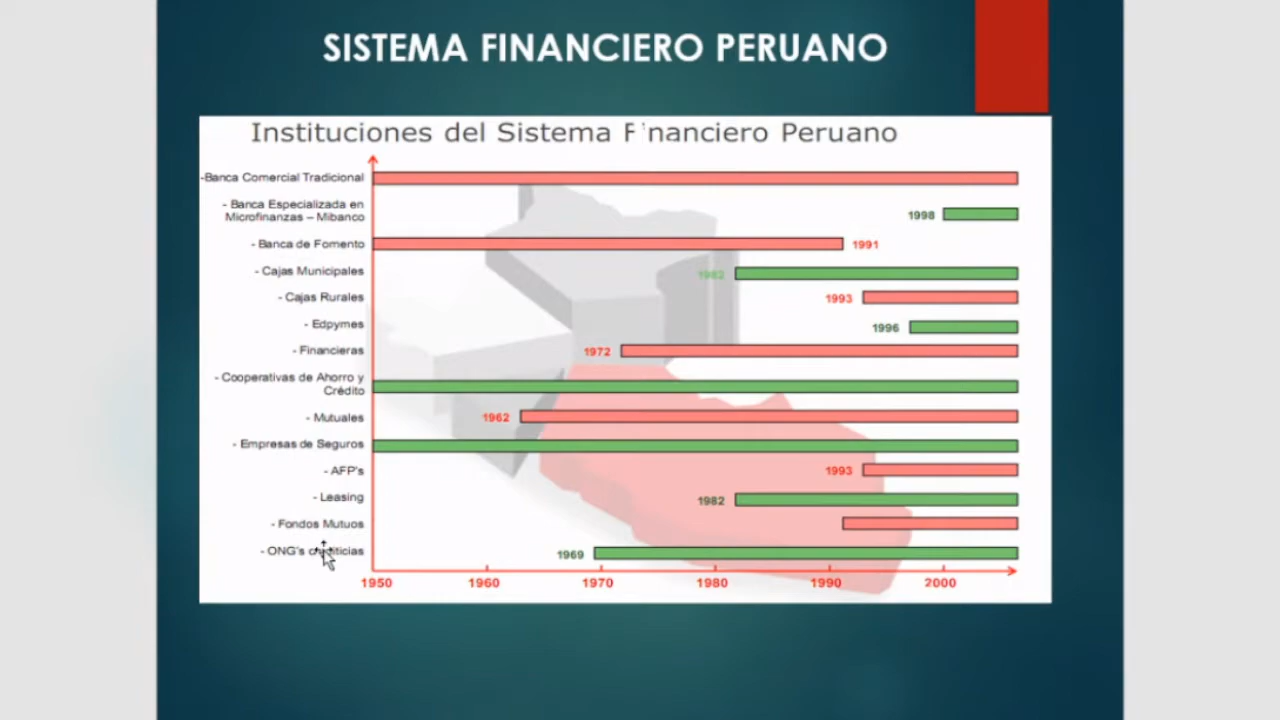 SISTEMA FINANCIERO PERUANO
Instituciones del Sistema Financiero Peruano
-Banca Comercial Tradicional
- Banca Especializada en
Microfinanzas – Mibanco
1998
- Banca de Fomento
1991
- Cajas Municipales
1982
- Cajas Rurales
1993
- Edpymes
1996
- Financieras
1972
- Cooperativas de Ahorro y
Crédito
- Mutuales
1962
- Empresas de Seguros
- AFP's
1993
- Leasing
1982
- Fondos Mutuos
- ONG's
1969
1950 1960 1970 1980 1990 2000